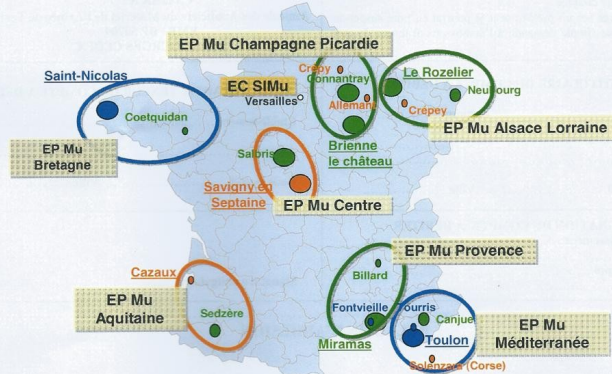 EP Mu Champagne Picardie
Saint-Nicolas
Crépy
Connantray
Le Rozelier
EC SIMu
Versailles
Allemant
Neubourg
Crépey
Coetquidan
EP Mu Alsace Lorraine
Brienne
le château
EP Mu
Bretagne
Salbris
Savigny en
Septaine
EP Mu Centre
EP Mu Provence
Cazaux
Billard
EP Mu
Aquitaine
Sedzère
Fontvieille
Tourris
Canjuers
EP Mu
Méditerranée
Miramas
Toulon
Solenzara (Corse)